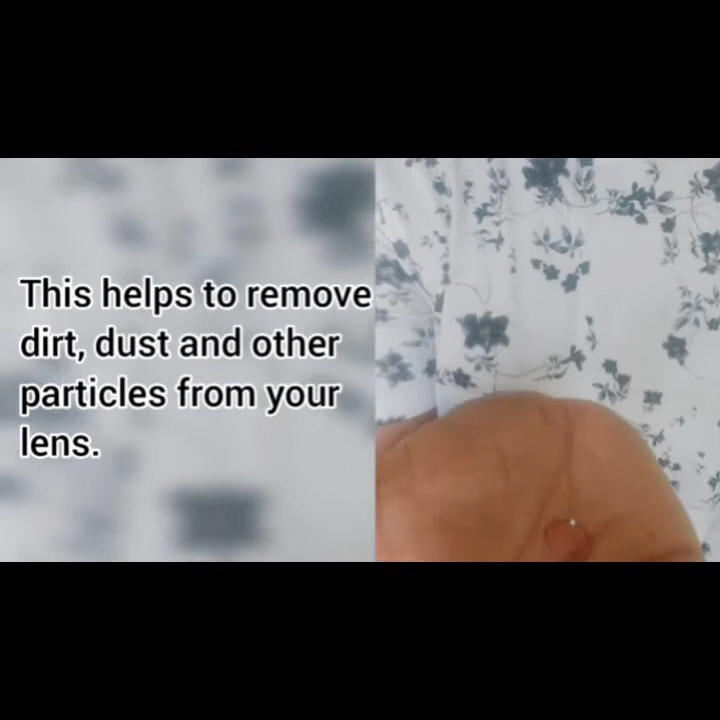 This helps to remove
dirt, dust and other
particles from your
lens.